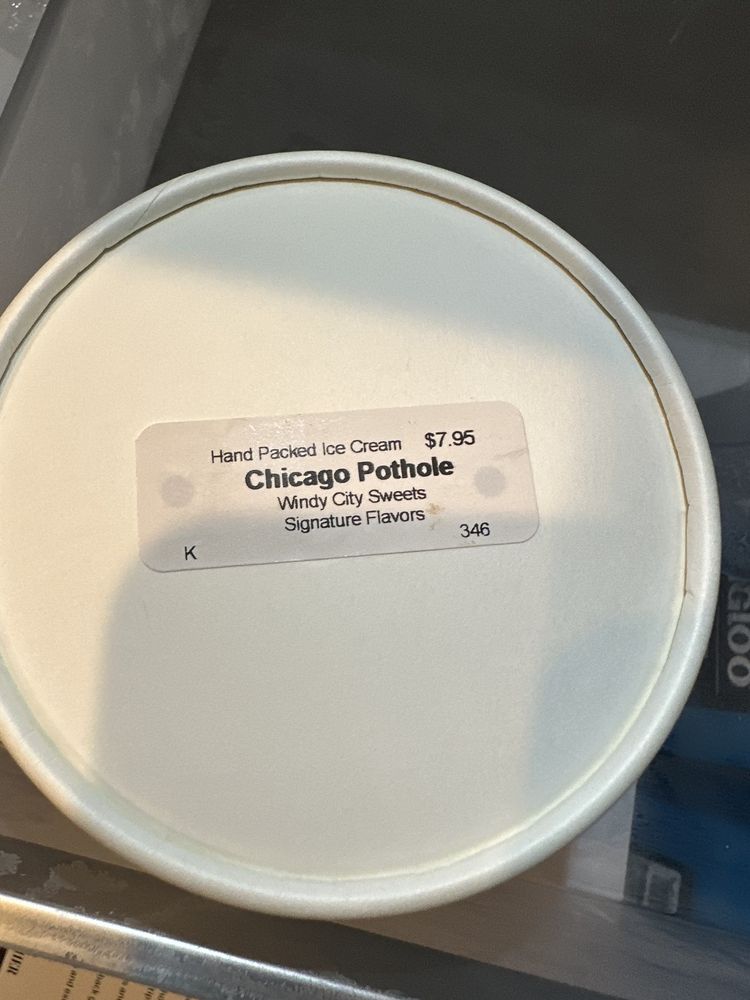 Hand Packed Ice Cream $7.95
Chicago Pothole
Windy City Sweets
Signature Flavors
K 346